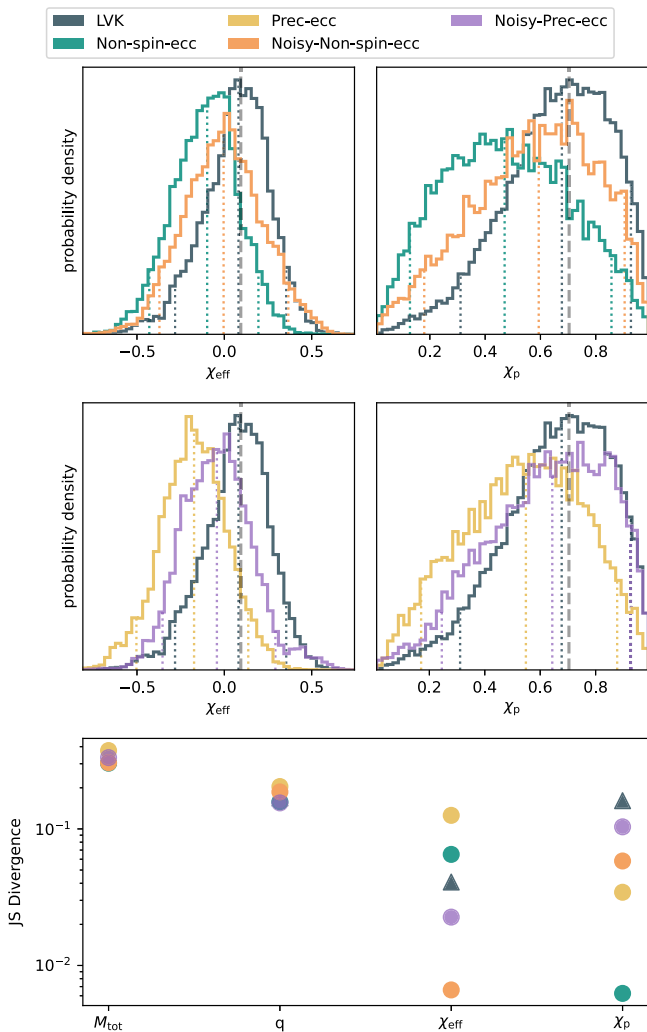 LVK
Non-spin-ecc
Prec-ecc
Noisy-Non-spin-ecc
Noisy-Prec-ecc
probability density
−0.5 0.0 0.5
χeff
0.2 0.4 0.6 0.8
χp
probability density
−0.5 0.0 0.5
χeff
0.2 0.4 0.6 0.8
χp
JS Divergence
10⁻¹
10⁻²
Mtot q χeff χp